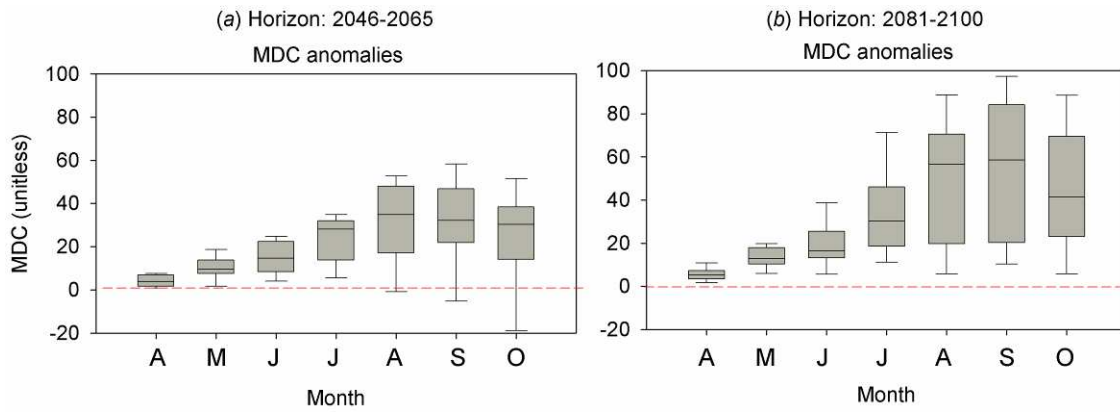 (a) Horizon: 2046-2065
MDC anomalies
MDC (unitless)
100
80
60
40
20
0
-20
A M J J A S O
Month
(b) Horizon: 2081-2100
MDC anomalies
100
80
60
40
20
0
-20
A M J J A S O
Month